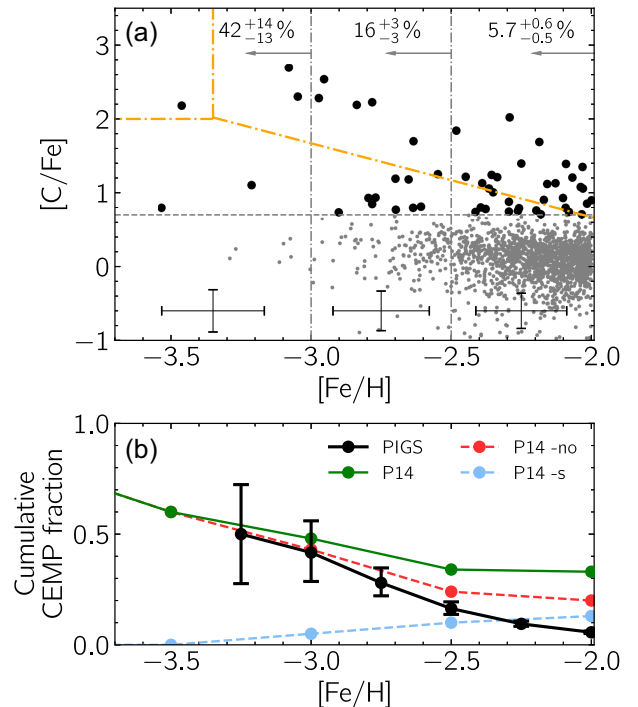 (a)
42 +14 −13 %
16 +3 −3 %
5.7 +0.6 −0.5 %
[C/Fe]
3
2
1
0
−1
−3.5 −3.0 −2.5 −2.0
[Fe/H]
(b)
PIGS
P14
P14 -no
P14 -s
Cumulative
CEMP fraction
1.0
0.5
0.0
−3.5 −3.0 −2.5 −2.0
[Fe/H]